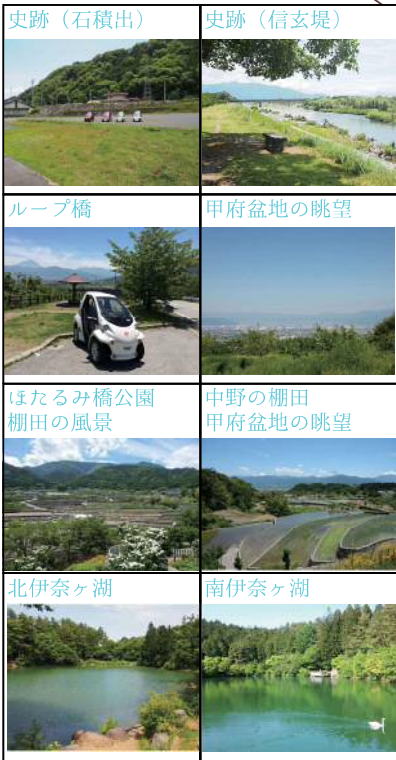 史跡（石積出）
史跡（信玄堤）
ループ橋
甲府盆地の眺望
ほたるみ橋公園
棚田の風景
中野の棚田
甲府盆地の眺望
北伊奈ヶ湖
南伊奈ヶ湖